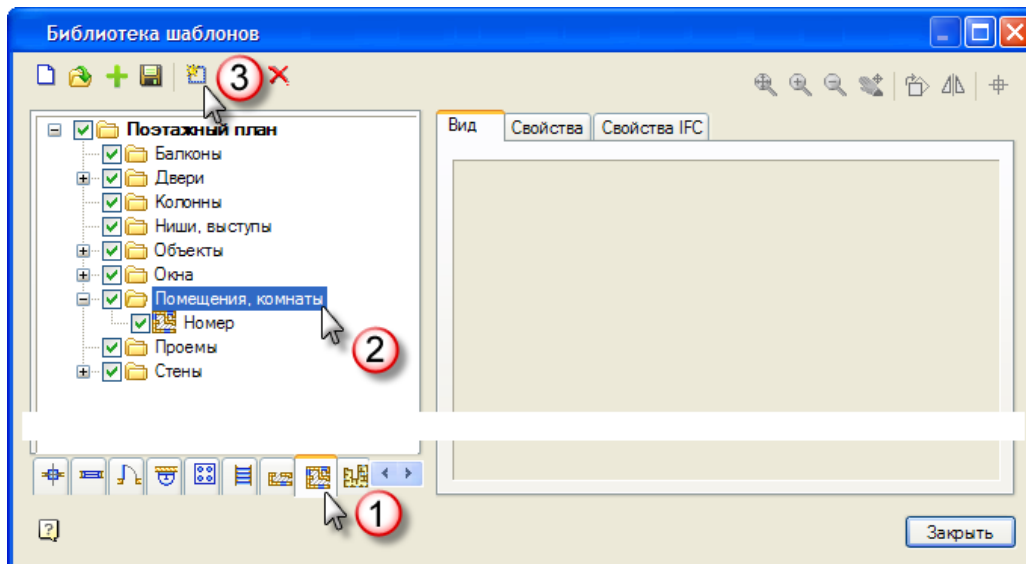 Библиотека шаблонов
3
Вид Свойства Свойства IFC
Поэтажный план
Балконы
Двери
Колонны
Ниши, выступы
Объекты
Окна
Помещения, комнаты
Номер
2
Проемы
Стены
1
?
Закрыть